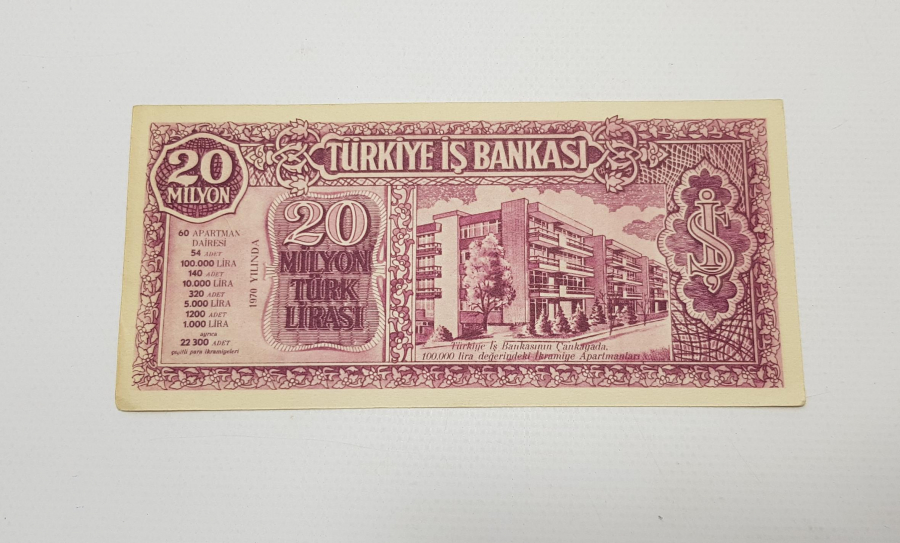 TÜRKİYE İŞ BANKASI
20
MİLYON
60 APARTMAN
DAİRESİ
54 ADET
100.000 LİRA
140 ADET
10.000 LİRA
320 ADET
5.000 LİRA
1200 ADET
1.000 LİRA
ayrıca
22 300 ADET
çeşitli para ikramiyeleri
1970 YILINDA
20
MİLYON
TÜRK
LİRASI
Türkiye İş Bankasının Çankayada,
100.000 lira değerindeki İkramiye Apartmanları
İŞ